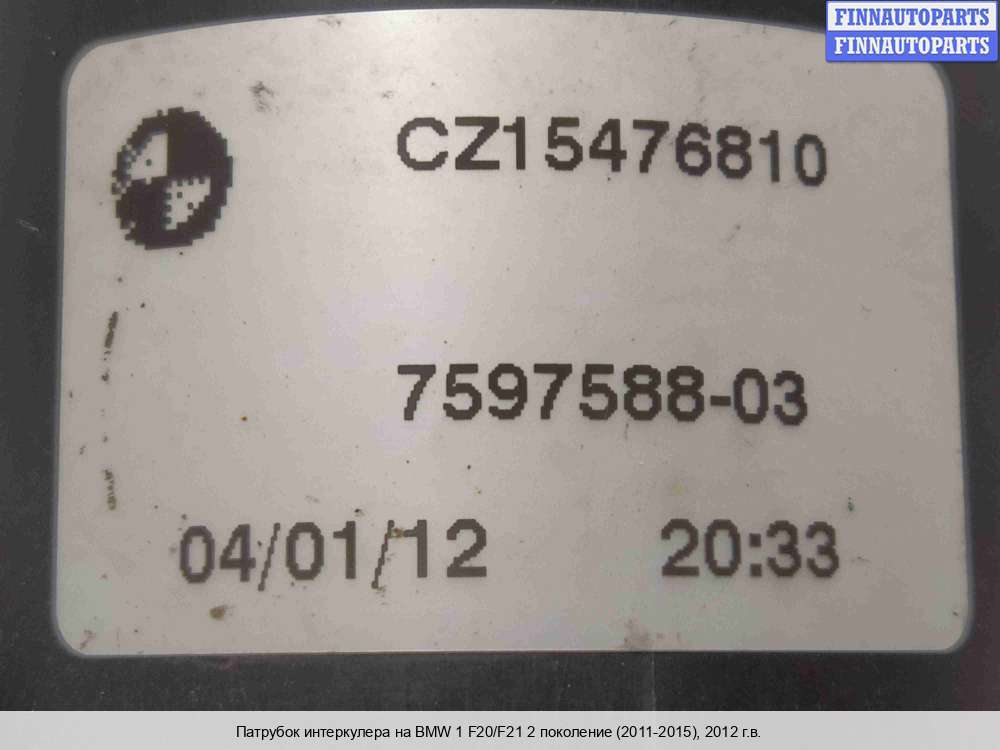 FINNAUTOPARTS
FINNAUTOPARTS
CZ15476810
7597588-03
04/01/12 20:33
Патрубок интеркулера на BMW 1 F20/F21 2 поколение (2011-2015), 2012 г.в.